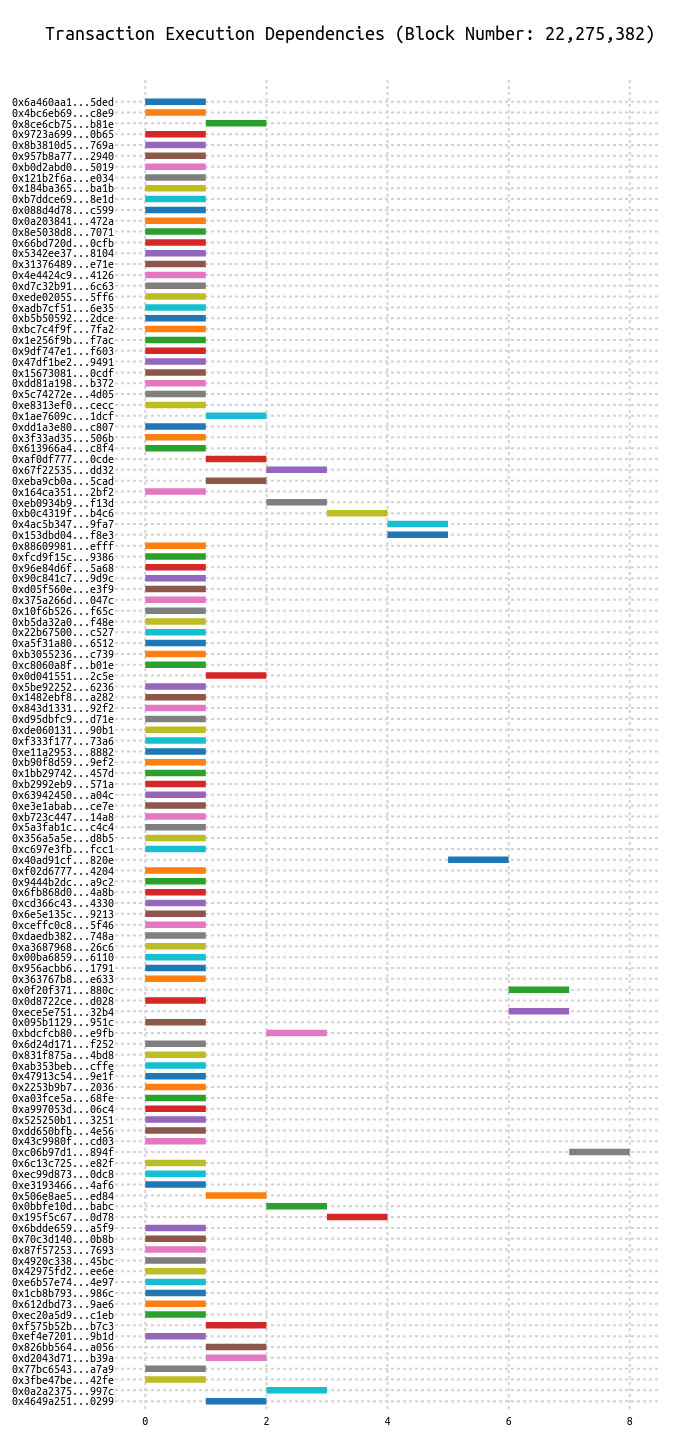 Transaction Execution Dependencies (Block Number: 22,275,382)
0x6a460aa1...5ded
0x4bc6eb69...c8e9
0x8ce6cb75...b81e
0x9723a699...0b65
0x8b3810d5...769a
0x957b8a77...2940
0xb0d2abd0...5019
0x121b2f6a...e034
0x184ba365...ba1b
0xb7ddce69...8e1d
0x088d4d78...c599
0x0a203841...472a
0x8e5038d8...7071
0x66bd720d...0cfb
0x5342ee37...8104
0x31376489...e71e
0x4e4424c9...4126
0xd7c32b91...6c63
0xede02055...5ff6
0xadb7cf51...6e35
0xb5b50592...2dce
0xbc7c4f9f...7fa2
0x1e256f9b...f7ac
0x9df747e1...f603
0x47df1be2...9491
0x15673081...0cdf
0xdd81a198...b372
0x5c74272e...4d05
0xe8313ef0...cecc
0x1ae7609c...1dcf
0xdd1a3e80...c807
0x3f33ad35...506b
0x613966a4...c8f4
0xaf0df777...0cde
0x67f22535...dd32
0xeba9cb0a...5cad
0x164ca351...2bf2
0xeb0934b9...f13d
0xb0c4319f...b4c6
0x4ac5b347...9fa7
0x153dbd04...f8e3
0x88609981...efff
0xfcd9f15c...9386
0x96e84d6f...5a68
0x90c841c7...9d9c
0xd05f560e...e3f9
0x375a266d...047c
0x10f6b526...f65c
0xb5da32a0...f48e
0x22b67500...c527
0xa5f31a80...6512
0xb3055236...c739
0xc8060a8f...b01e
0x0d041551...2c5e
0x5be92252...6236
0x1482ebf8...a282
0x843d1331...92f2
0xd95dbfc9...d71e
0xde060131...90b1
0xf333f177...73a6
0xe11a2953...8882
0xb90f8d59...9ef2
0x1bb29742...457d
0xb2992eb9...571a
0x63942450...a04c
0xe3e1abab...ce7e
0xb723c447...14a8
0x5a3fab1c...c4c4
0x356a5a5e...d8b5
0xc697e3fb...fcc1
0x40ad91cf...820e
0xf02d6777...4204
0x9444b2dc...a9c2
0x6fb868d0...4a8b
0xcd366c43...4330
0x6e5e135c...9213
0xceffc0c8...5f46
0xdaedb382...748a
0xa3687968...26c6
0x00ba6859...6110
0x956acbb6...1791
0x363767b8...e633
0x0f20f371...880c
0x0d8722ce...d028
0xece5e751...32b4
0x095b1129...951c
0xbdcfcb80...e9fb
0x6d24d171...f252
0x831f875a...4bd8
0xab353beb...cffe
0x47913c54...9e1f
0x2253b9b7...2036
0xa03fce5a...68fe
0xa997053d...06c4
0x525250b1...3251
0xdd650bfb...4e56
0x43c9980f...cd03
0xc06b97d1...894f
0x6c13c725...e82f
0xec99d873...0dc8
0xe3193466...4af6
0x506e8ae5...ed84
0x0bbfe10d...babc
0x195f5c67...0d78
0x6bdde659...a5f9
0x70c3d140...0b8b
0x87f57253...7693
0x4920c338...45bc
0x42975fd2...ee6e
0xe6b57e74...4e97
0x1cb8b793...986c
0x612dbd73...9ae6
0xec20a5d9...c1eb
0xf575b52b...b7c3
0xef4e7201...9b1d
0x826bb564...a056
0xd2043d71...b39a
0x77bc6543...a7a9
0x3fbe47be...42fe
0x0a2a2375...997c
0x4649a251...0299
0 2 4 6 8